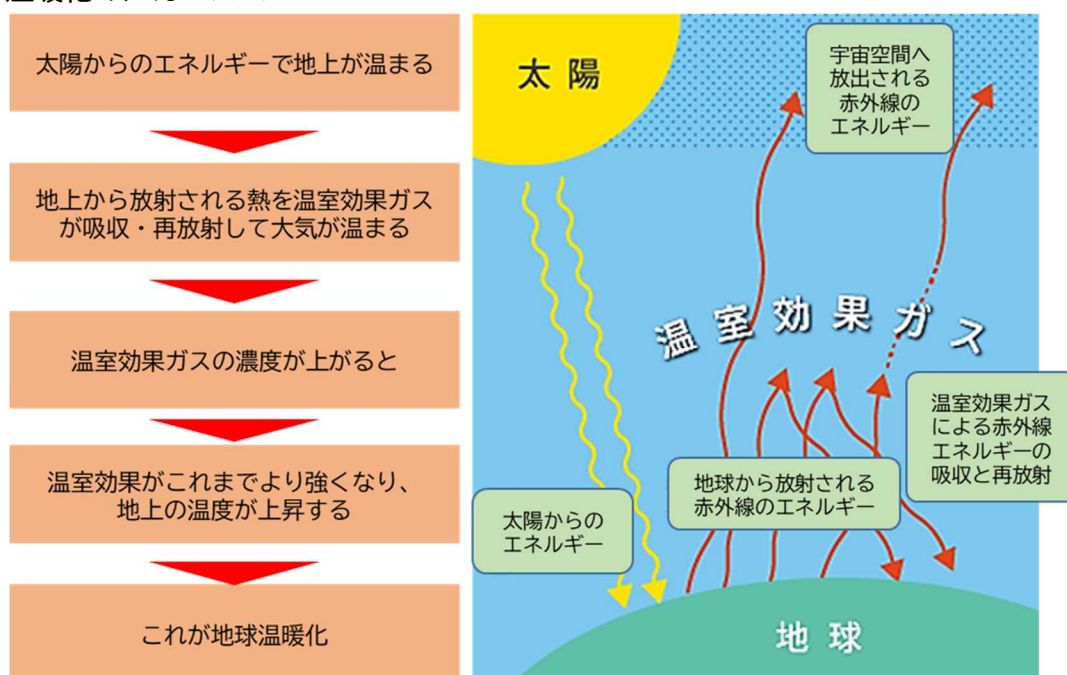 太陽からのエネルギーで地上が温まる
地上から放射される熱を温室効果ガス
が吸収・再放射して大気が温まる
温室効果ガスの濃度が上がると
温室効果がこれまでより強くなり、
地上の温度が上昇する
これが地球温暖化
太陽
宇宙空間へ
放出される
赤外線の
エネルギー
温室効果ガス
温室効果ガス
による赤外線
エネルギーの
吸収と再放射
地球から放射される
赤外線のエネルギー
太陽からの
エネルギー
地球